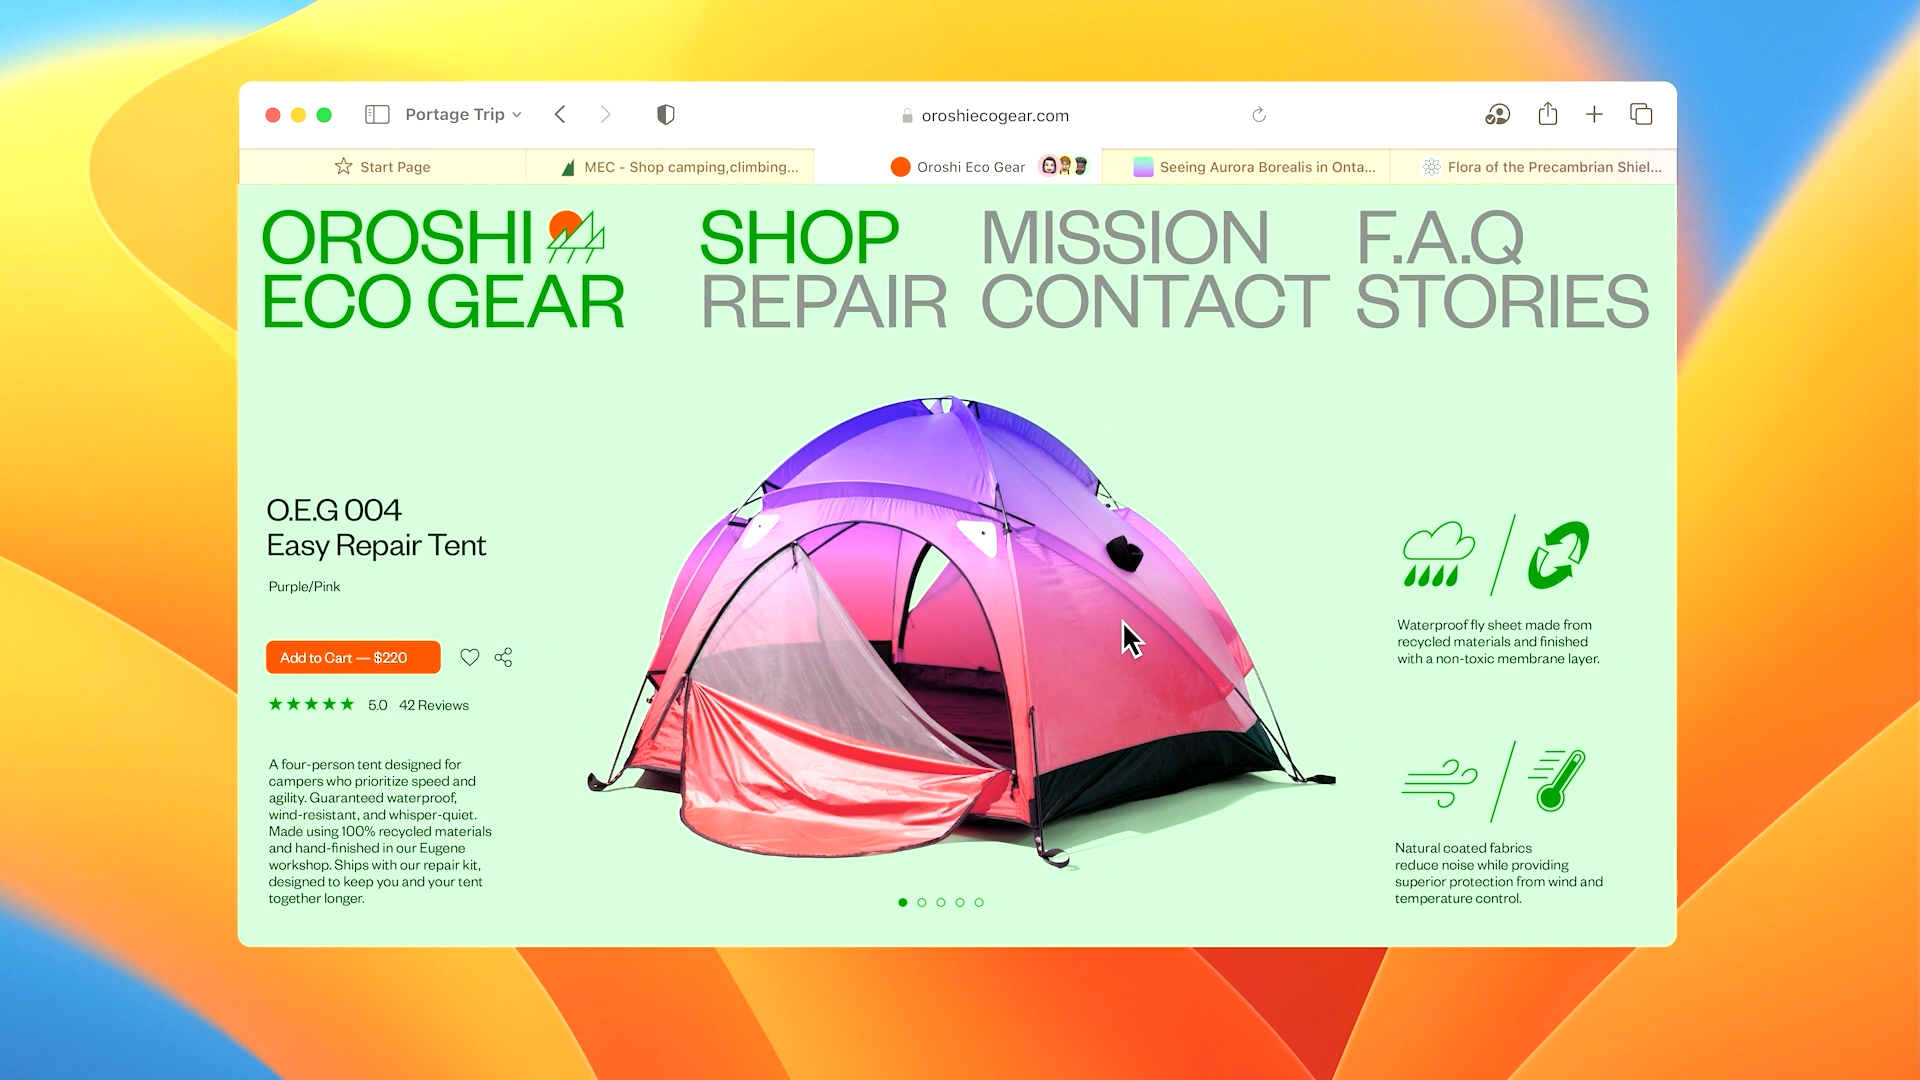 Portage Trip
oroshiecogear.com
Start Page
MEC - Shop camping,climbing...
Oroshi Eco Gear
Seeing Aurora Borealis in Onta...
Flora of the Precambrian Shiel...
OROSHI
ECO GEAR
SHOP
MISSION
F.A.Q
REPAIR
CONTACT
STORIES
O.E.G 004
Easy Repair Tent
Purple/Pink
Add to Cart — $220
5.0 42 Reviews
A four-person tent designed for
campers who prioritize speed and
agility. Guaranteed waterproof,
wind-resistant, and whisper-quiet.
Made using 100% recycled materials
and hand-finished in our Eugene
workshop. Ships with our repair kit,
designed to keep you and your tent
together longer.
Waterproof fly sheet made from
recycled materials and finished
with a non-toxic membrane layer.
Natural coated fabrics
reduce noise while providing
superior protection from wind and
temperature control.